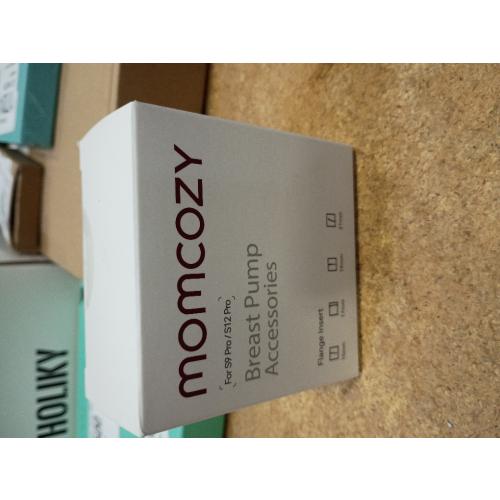 momcozy
For S9 Pro / S12 Pro
Breast Pump
Accessories
Flange Insert
HOLIKY